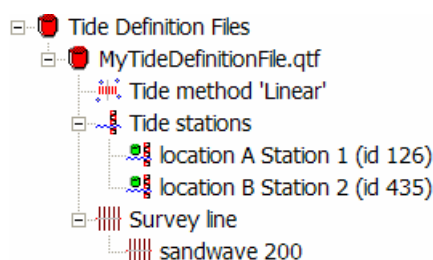 Tide Definition Files
MyTideDefinitionFile.qtf
Tide method 'Linear'
Tide stations
location A Station 1 (id 126)
location B Station 2 (id 435)
Survey line
sandwave 200